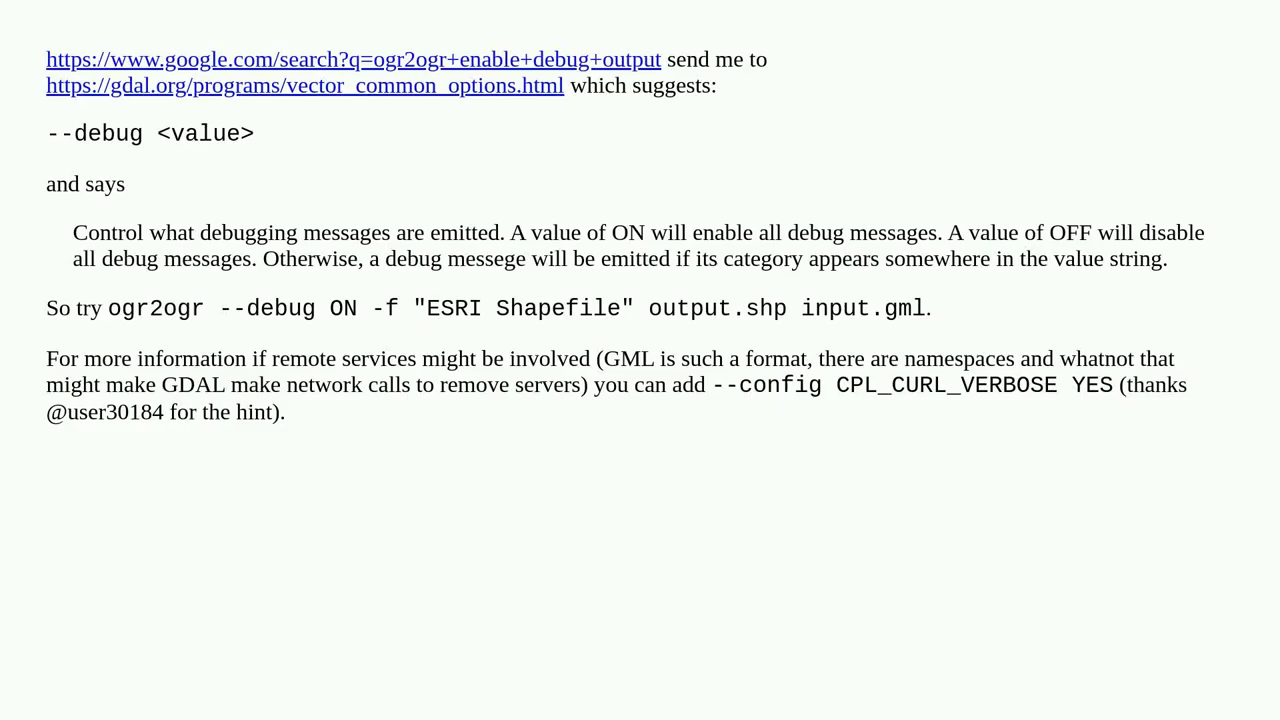 https://www.google.com/search?q=ogr2ogr+enable+debug+output send me to
https://gdal.org/programs/vector_common_options.html which suggests:
--debug <value>
and says
Control what debugging messages are emitted. A value of ON will enable all debug messages. A value of OFF will disable
all debug messages. Otherwise, a debug messege will be emitted if its category appears somewhere in the value string.
So try ogr2ogr --debug ON -f "ESRI Shapefile" output.shp input.gml.
For more information if remote services might be involved (GML is such a format, there are namespaces and whatnot that
might make GDAL make network calls to remove servers) you can add --config CPL_CURL_VERBOSE YES (thanks
@user30184 for the hint).